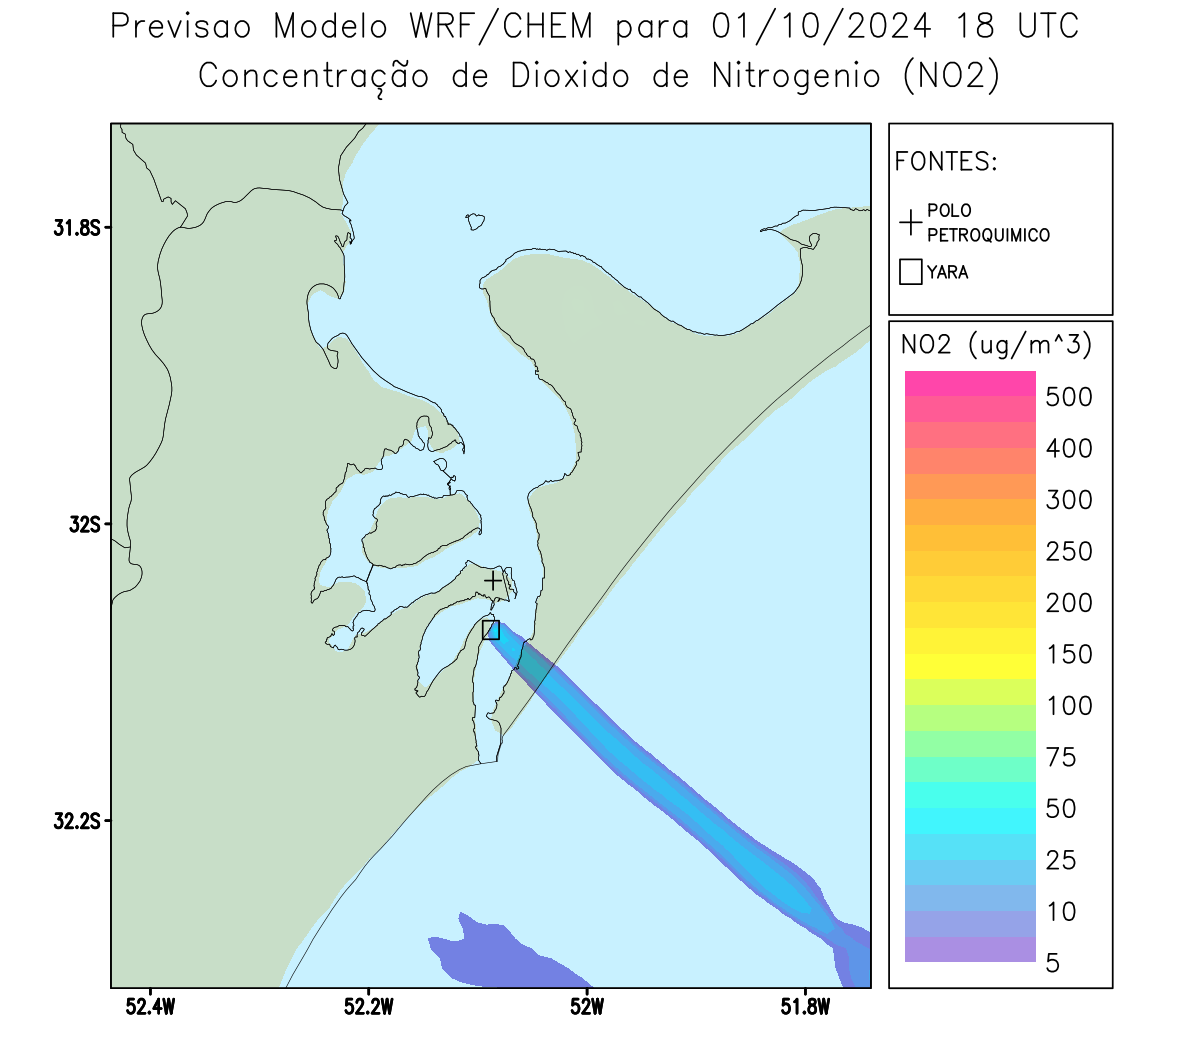 Previsao Modelo WRF/CHEM para 01/10/2024 18 UTC
Concentração de Dioxido de Nitrogenio (NO2)
31.8S
32S
32.2S
52.4W
52.2W
52W
51.8W
FONTES:
POLO
PETROQUIMICO
YARA
NO2 (ug/m^3)
500
400
300
250
200
150
100
75
50
25
10
5